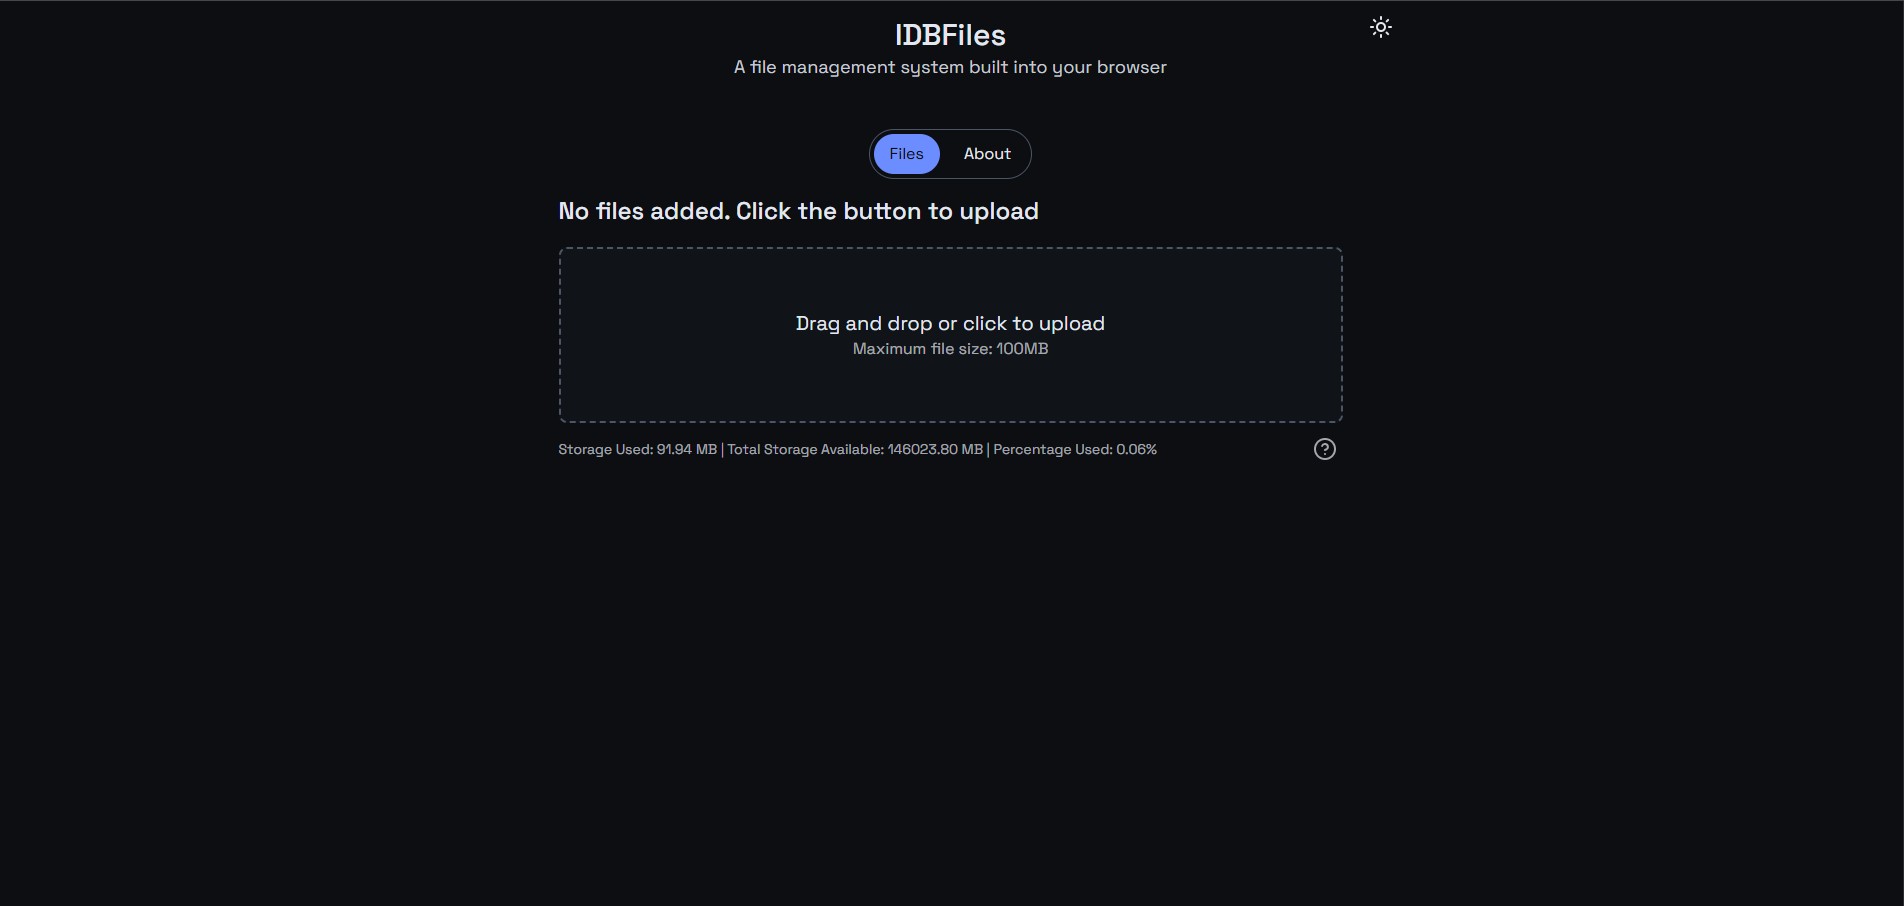 IDBFiles
A file management system built into your browser
Files
About
No files added. Click the button to upload
Drag and drop or click to upload
Maximum file size: 100MB
Storage Used: 91.94 MB | Total Storage Available: 146023.80 MB | Percentage Used: 0.06%